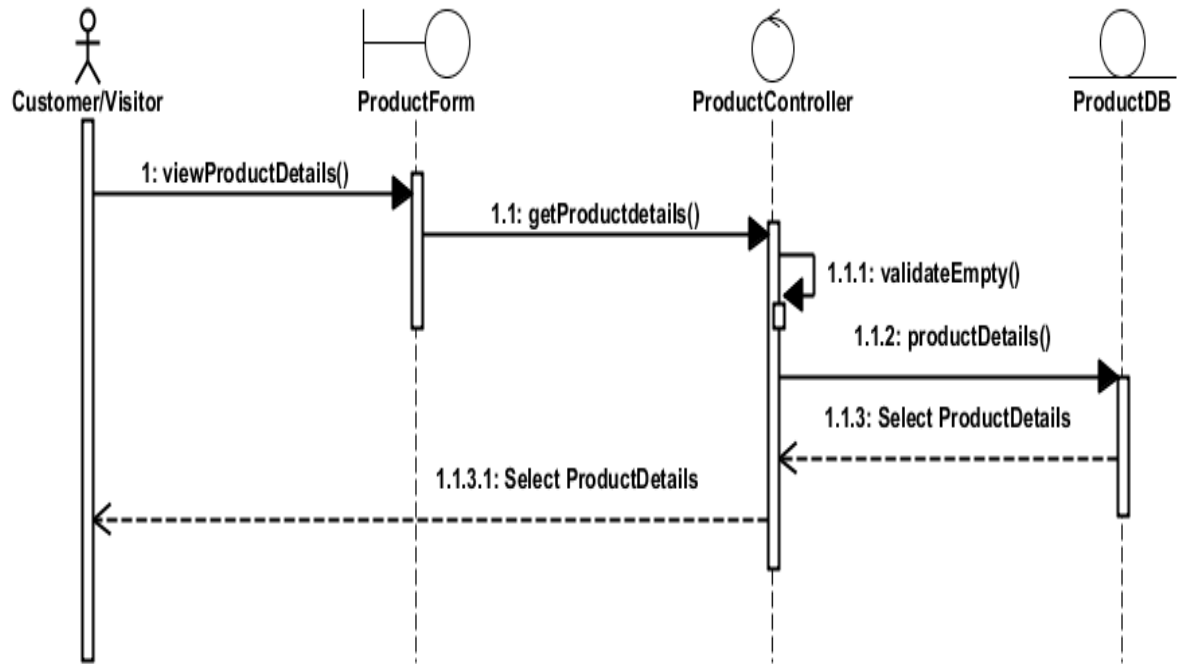 Customer/Visitor
ProductForm
ProductController
ProductDB
1: viewProductDetails()
1.1: getProductdetails()
1.1.1: validateEmpty()
1.1.2: productDetails()
1.1.3: Select ProductDetails
1.1.3.1: Select ProductDetails